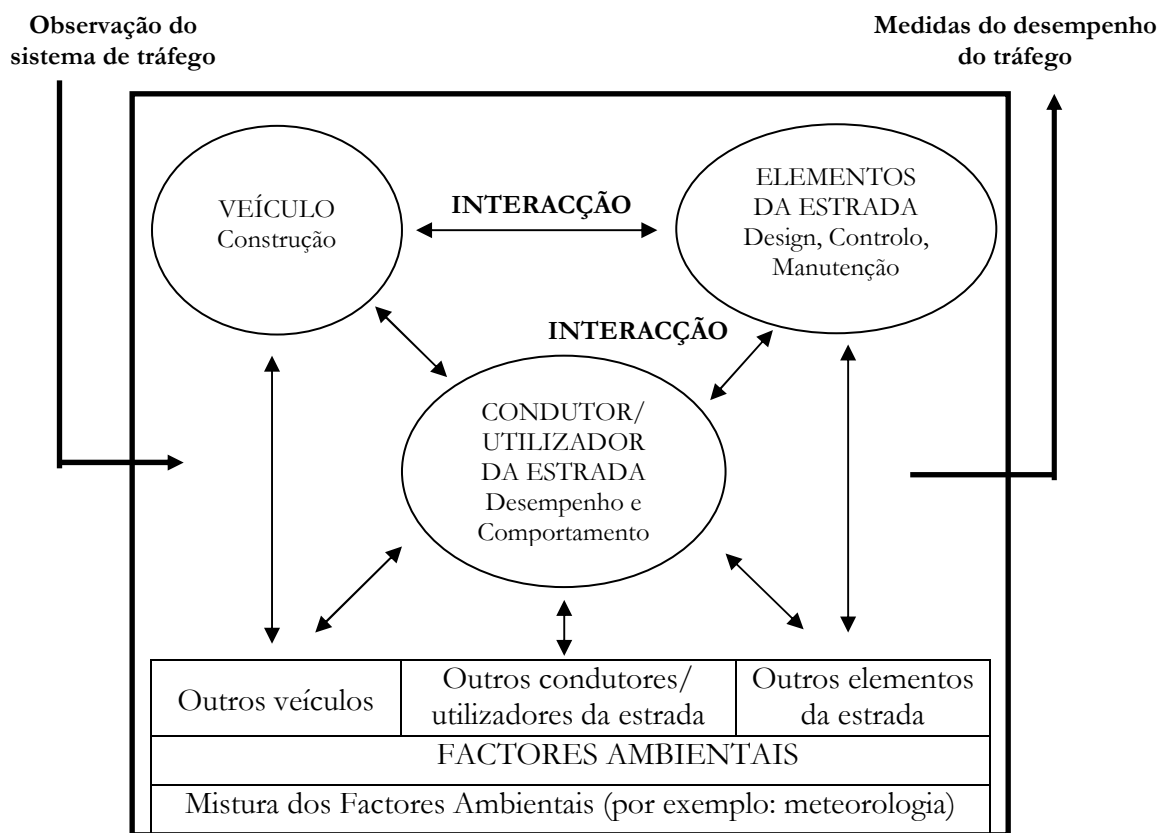 Observação do
sistema de tráfego
Medidas do desempenho
do tráfego
VEÍCULO
Construção
INTERACÇÃO
ELEMENTOS
DA ESTRADA
Design, Controlo,
Manutenção
INTERACÇÃO
CONDUTOR/
UTILIZADOR
DA ESTRADA
Desempenho e
Comportamento
Outros veículos
Outros condutores/
utilizadores da estrada
Outros elementos
da estrada
FACTORES AMBIENTAIS
Mistura dos Factores Ambientais (por exemplo: meteorologia)